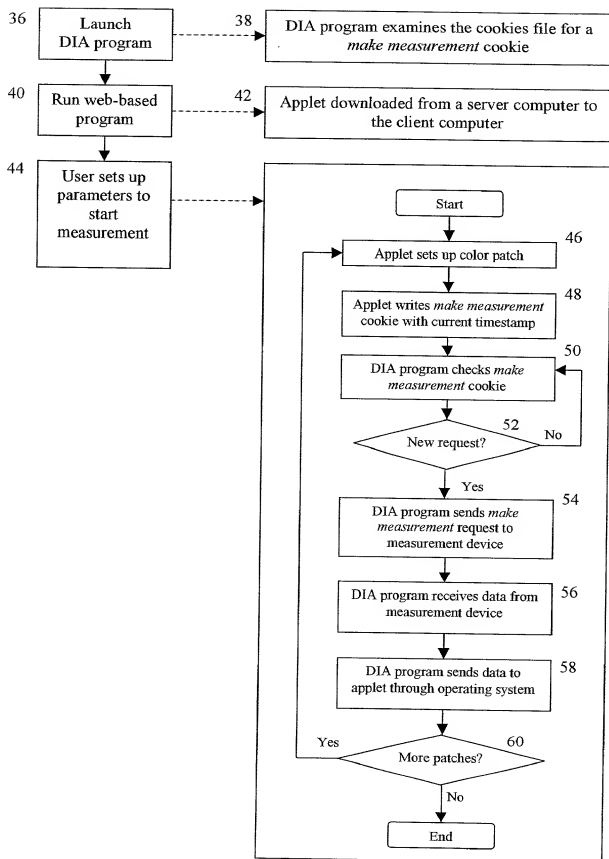 36
Launch
DIA program
38
DIA program examines the cookies file for a
make measurement cookie
40
Run web-based
program
42
Applet downloaded from a server computer to
the client computer
44
User sets up
parameters to
start
measurement
Start
46
Applet sets up color patch
48
Applet writes make measurement
cookie with current timestamp
50
DIA program checks make
measurement cookie
52
New request?
No
Yes
54
DIA program sends make
measurement request to
measurement device
56
DIA program receives data from
measurement device
58
DIA program sends data to
applet through operating system
60
Yes
More patches?
No
End